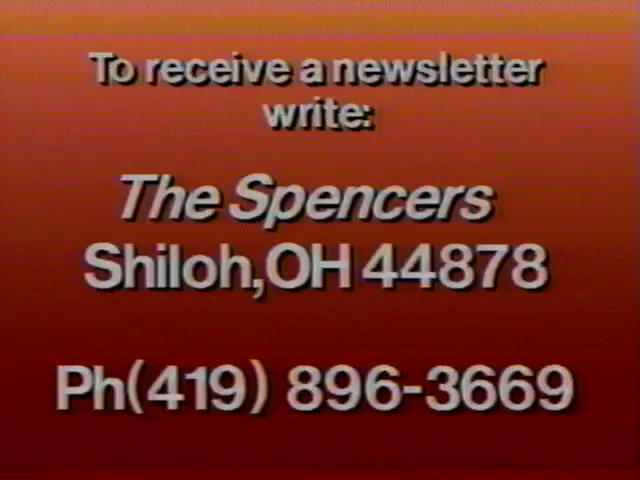 To receive a newsletter
write:
The Spencers
Shiloh,OH 44878
Ph(419) 896-3669